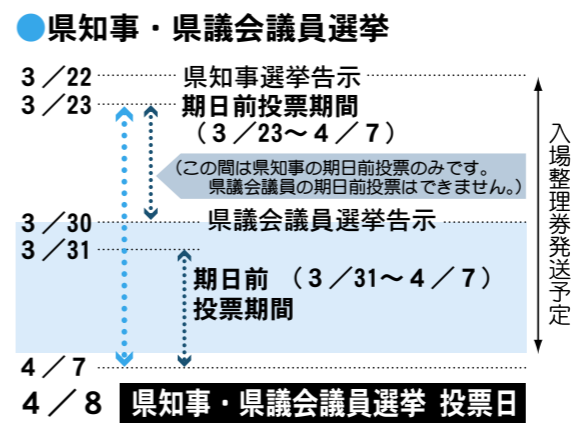 ●県知事・県議会議員選挙
3／22 県知事選挙告示
3／23 期日前投票期間
（3／23～4／7）
（この間は県知事の期日前投票のみです。
県議会議員の期日前投票はできません。）
3／30 県議会議員選挙告示
3／31
期日前 （3／31～4／7）
投票期間
4／7
4／8 県知事・県議会議員選挙 投票日
入場整理券発送予定